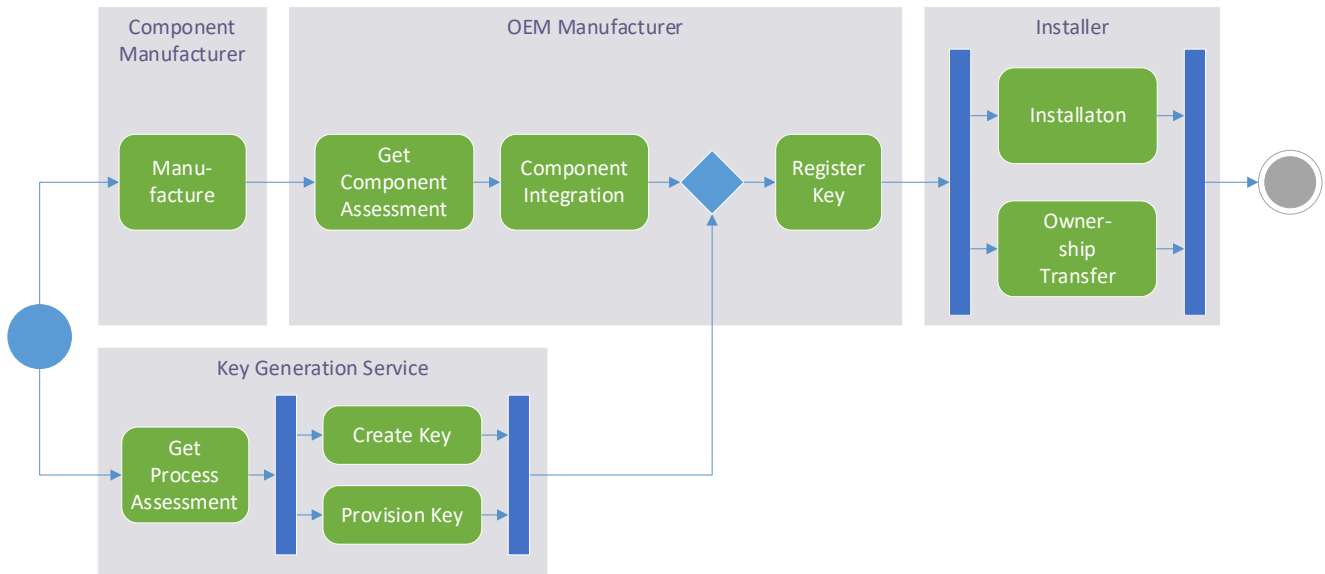 Component
Manufacturer
OEM Manufacturer
Installer
Manu-
facture
Get
Component
Assessment
Component
Integration
Register
Key
Installaton
Owner-
ship
Transfer
Key Generation Service
Get
Process
Assessment
Create Key
Provision Key